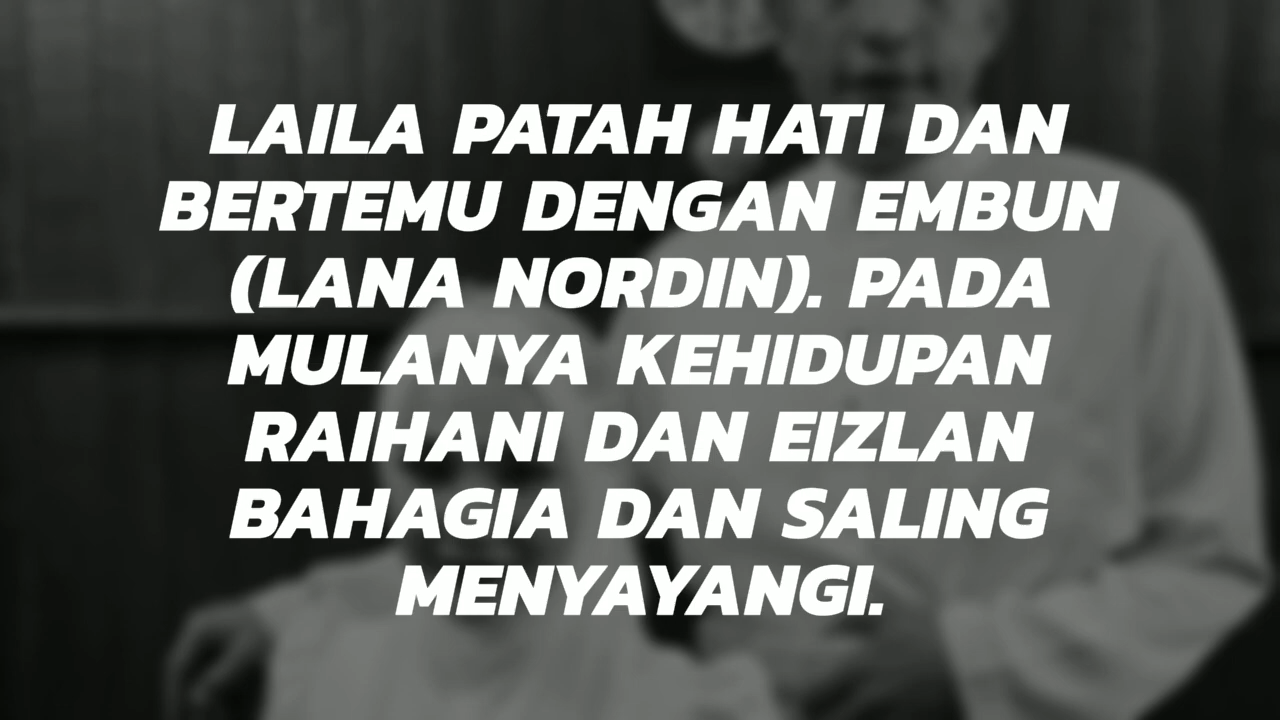 LAILA PATAH HATI DAN
BERTEMU DENGAN EMBUN
(LANA NORDIN). PADA
MULANYA KEHIDUPAN
RAIHANI DAN EIZLAN
BAHAGIA DAN SALING
MENYAYANGI.